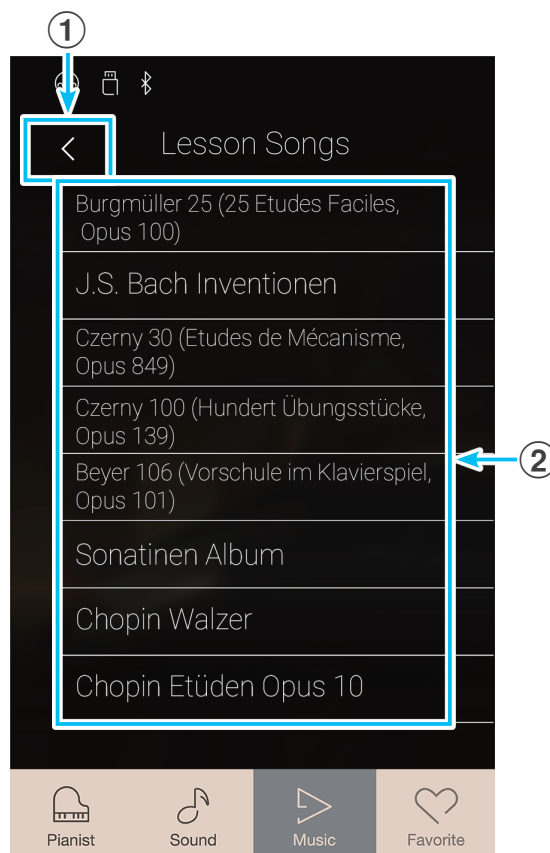 1
Lesson Songs
Burgmüller 25 (25 Etudes Faciles,
Opus 100)
J.S. Bach Inventionen
Czerny 30 (Etudes de Mécanisme,
Opus 849)
Czerny 100 (Hundert Übungsstücke,
Opus 139)
2
Beyer 106 (Vorschule im Klavierspiel,
Opus 101)
Sonatinen Album
Chopin Walzer
Chopin Etüden Opus 10
Pianist Sound Music Favorite